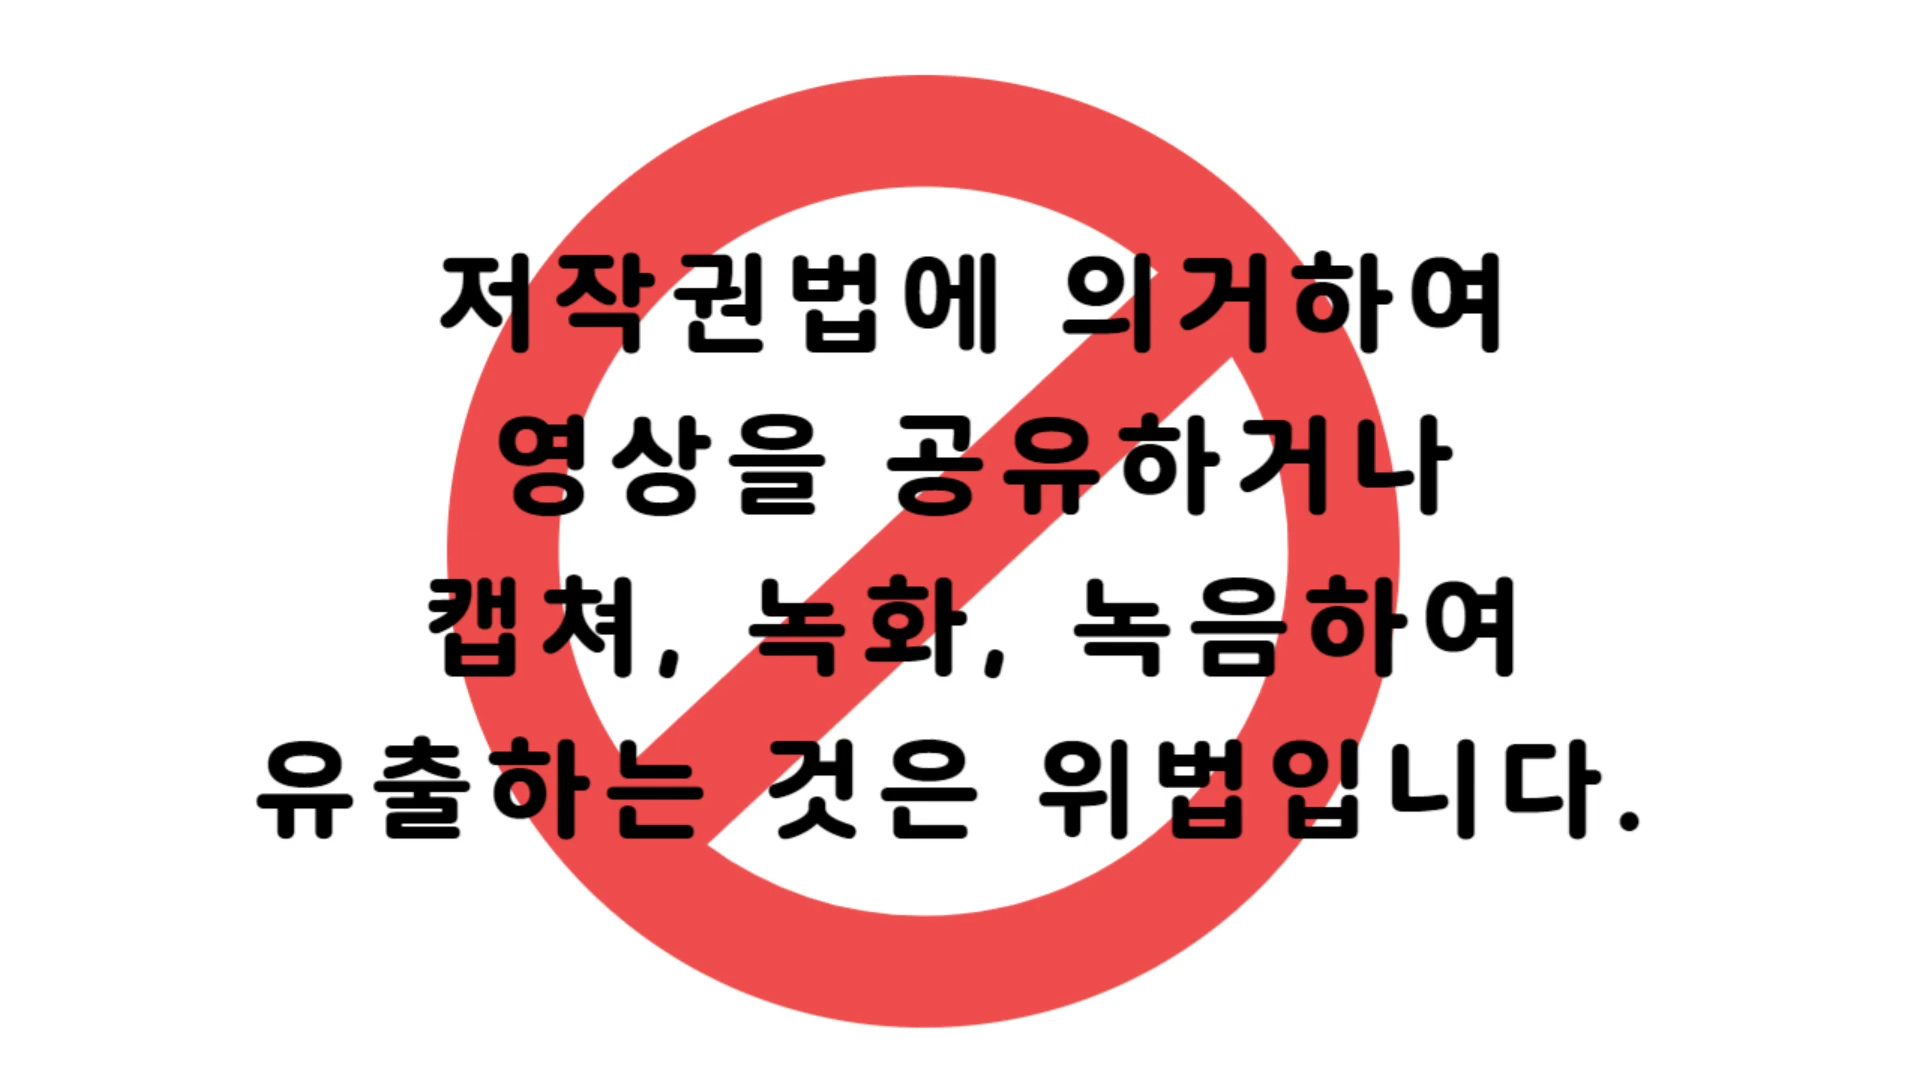 저작권법에 의거하여
영상을 공유하거나
캡쳐, 녹화, 녹음하여
유출하는 것은 위법입니다.